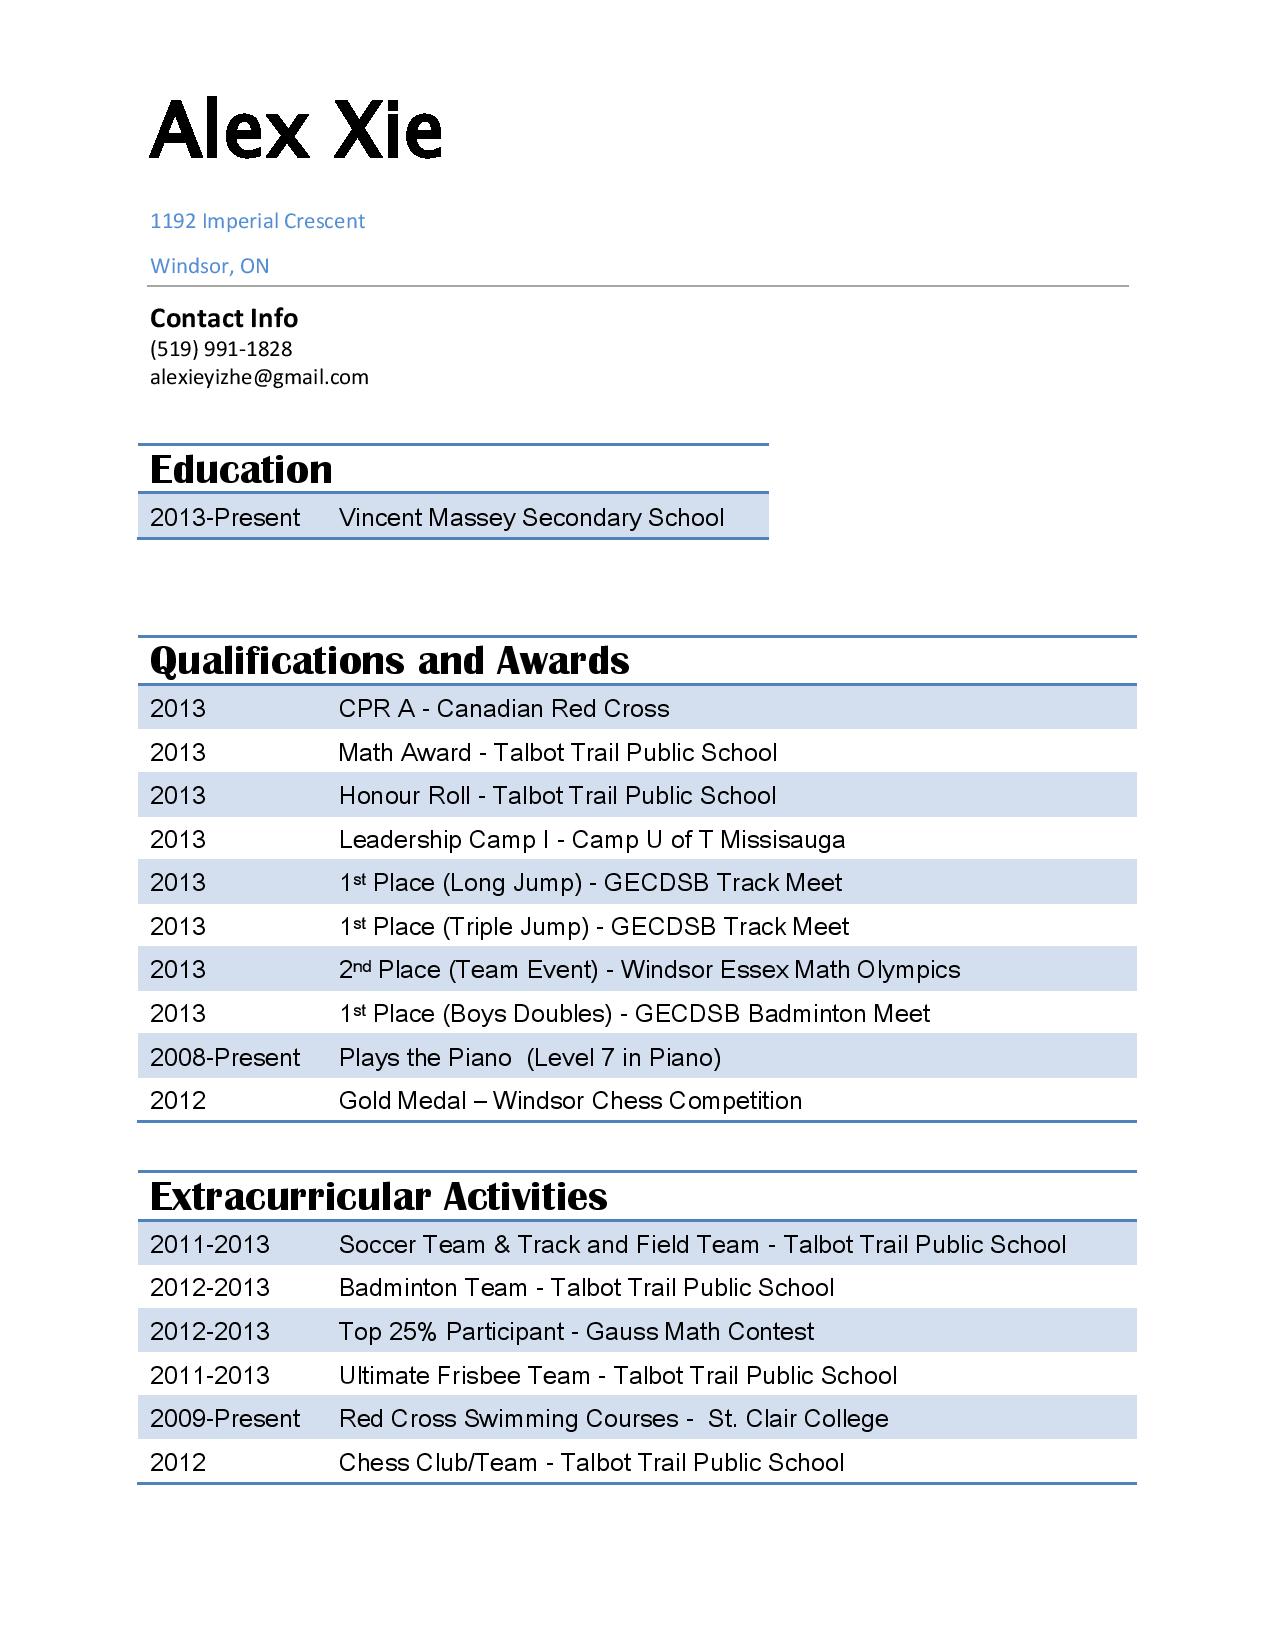 Alex Xie
1192 Imperial Crescent
Windsor, ON
Contact Info
(519) 991-1828
alexieyizhe@gmail.com
Education
2013-Present Vincent Massey Secondary School
Qualifications and Awards
2013 CPR A - Canadian Red Cross
2013 Math Award - Talbot Trail Public School
2013 Honour Roll - Talbot Trail Public School
2013 Leadership Camp I - Camp U of T Missisauga
2013 1st Place (Long Jump) - GECDSB Track Meet
2013 1st Place (Triple Jump) - GECDSB Track Meet
2013 2nd Place (Team Event) - Windsor Essex Math Olympics
2013 1st Place (Boys Doubles) - GECDSB Badminton Meet
2008-Present Plays the Piano (Level 7 in Piano)
2012 Gold Medal – Windsor Chess Competition
Extracurricular Activities
2011-2013 Soccer Team & Track and Field Team - Talbot Trail Public School
2012-2013 Badminton Team - Talbot Trail Public School
2012-2013 Top 25% Participant - Gauss Math Contest
2011-2013 Ultimate Frisbee Team - Talbot Trail Public School
2009-Present Red Cross Swimming Courses - St. Clair College
2012 Chess Club/Team - Talbot Trail Public School